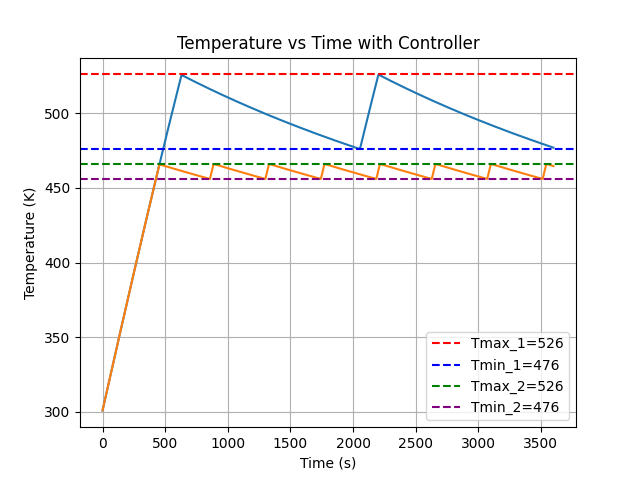 Temperature vs Time with Controller
Temperature (K)
500
450
400
350
300
Tmax_1=526
Tmin_1=476
Tmax_2=526
Tmin_2=476
0 500 1000 1500 2000 2500 3000 3500
Time (s)